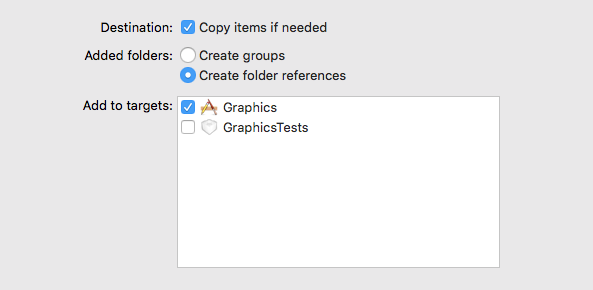 Destination: Copy items if needed
Added folders: Create groups
Create folder references
Add to targets: Graphics
GraphicsTests